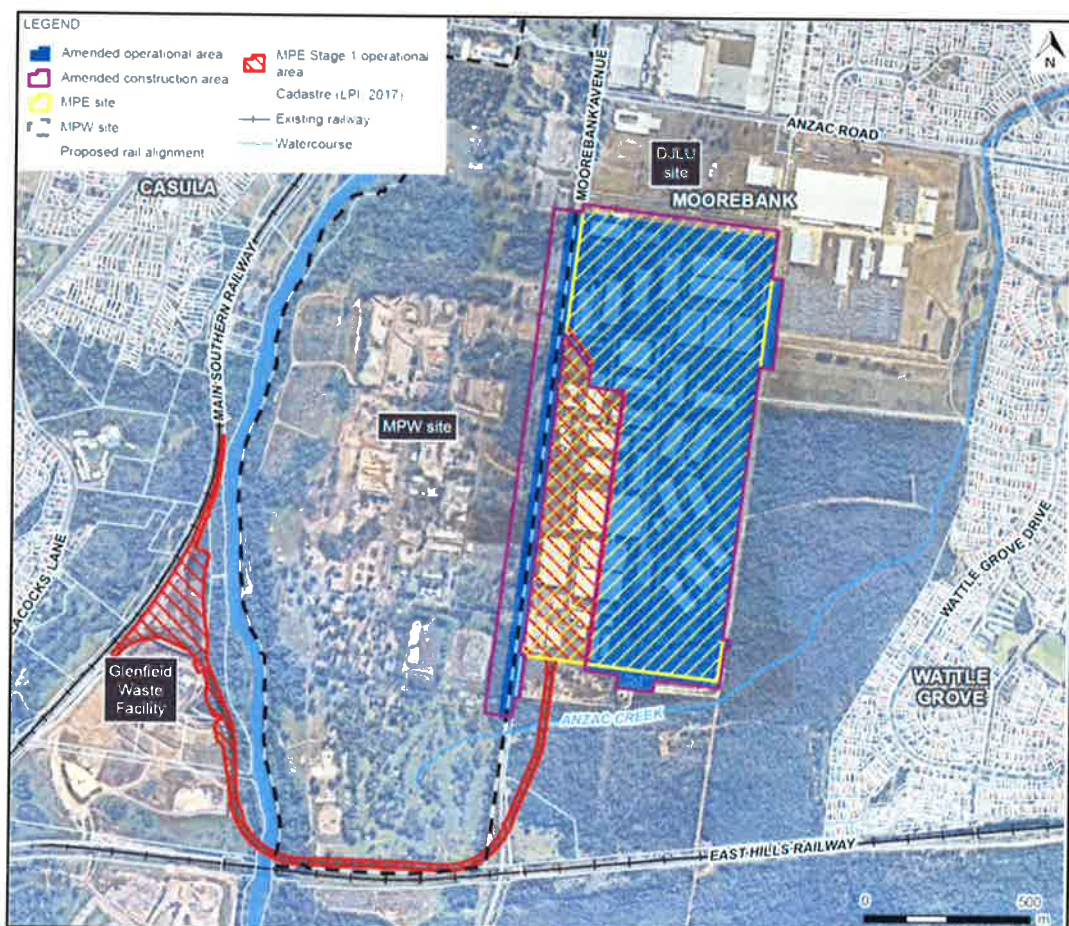 LEGEND
Amended operational area
Amended construction area
MPE site
MPW site
Proposed rail alignment
MPE Stage 1 operational
area
Cadastre (LPI, 2017)
Existing railway
Watercourse
N
ANZAC ROAD
MOOREBANK AVENUE
DJLU
site
MOOREBANK
CASULA
MAIN SOUTHERN RAILWAY
MPW site
ACOCKS LANE
WATTLE GROVE DRIVE
Glenfield
Waste
Facility
WATTLE
GROVE
ANZAC CREEK
EAST HILLS RAILWAY
0
500
m